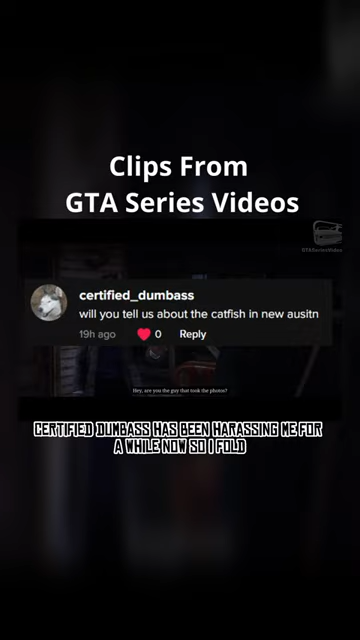 Clips From
GTA Series Videos
GTASeriesVideos
certified_dumbass
will you tell us about the catfish in new ausitn
19h ago 0 Reply
Hey, are you the guy that took the photos?
CERTIFIED DUMBASS HAS BEEN HARASSING ME FOR
A WHILE NOW SO I FOLD